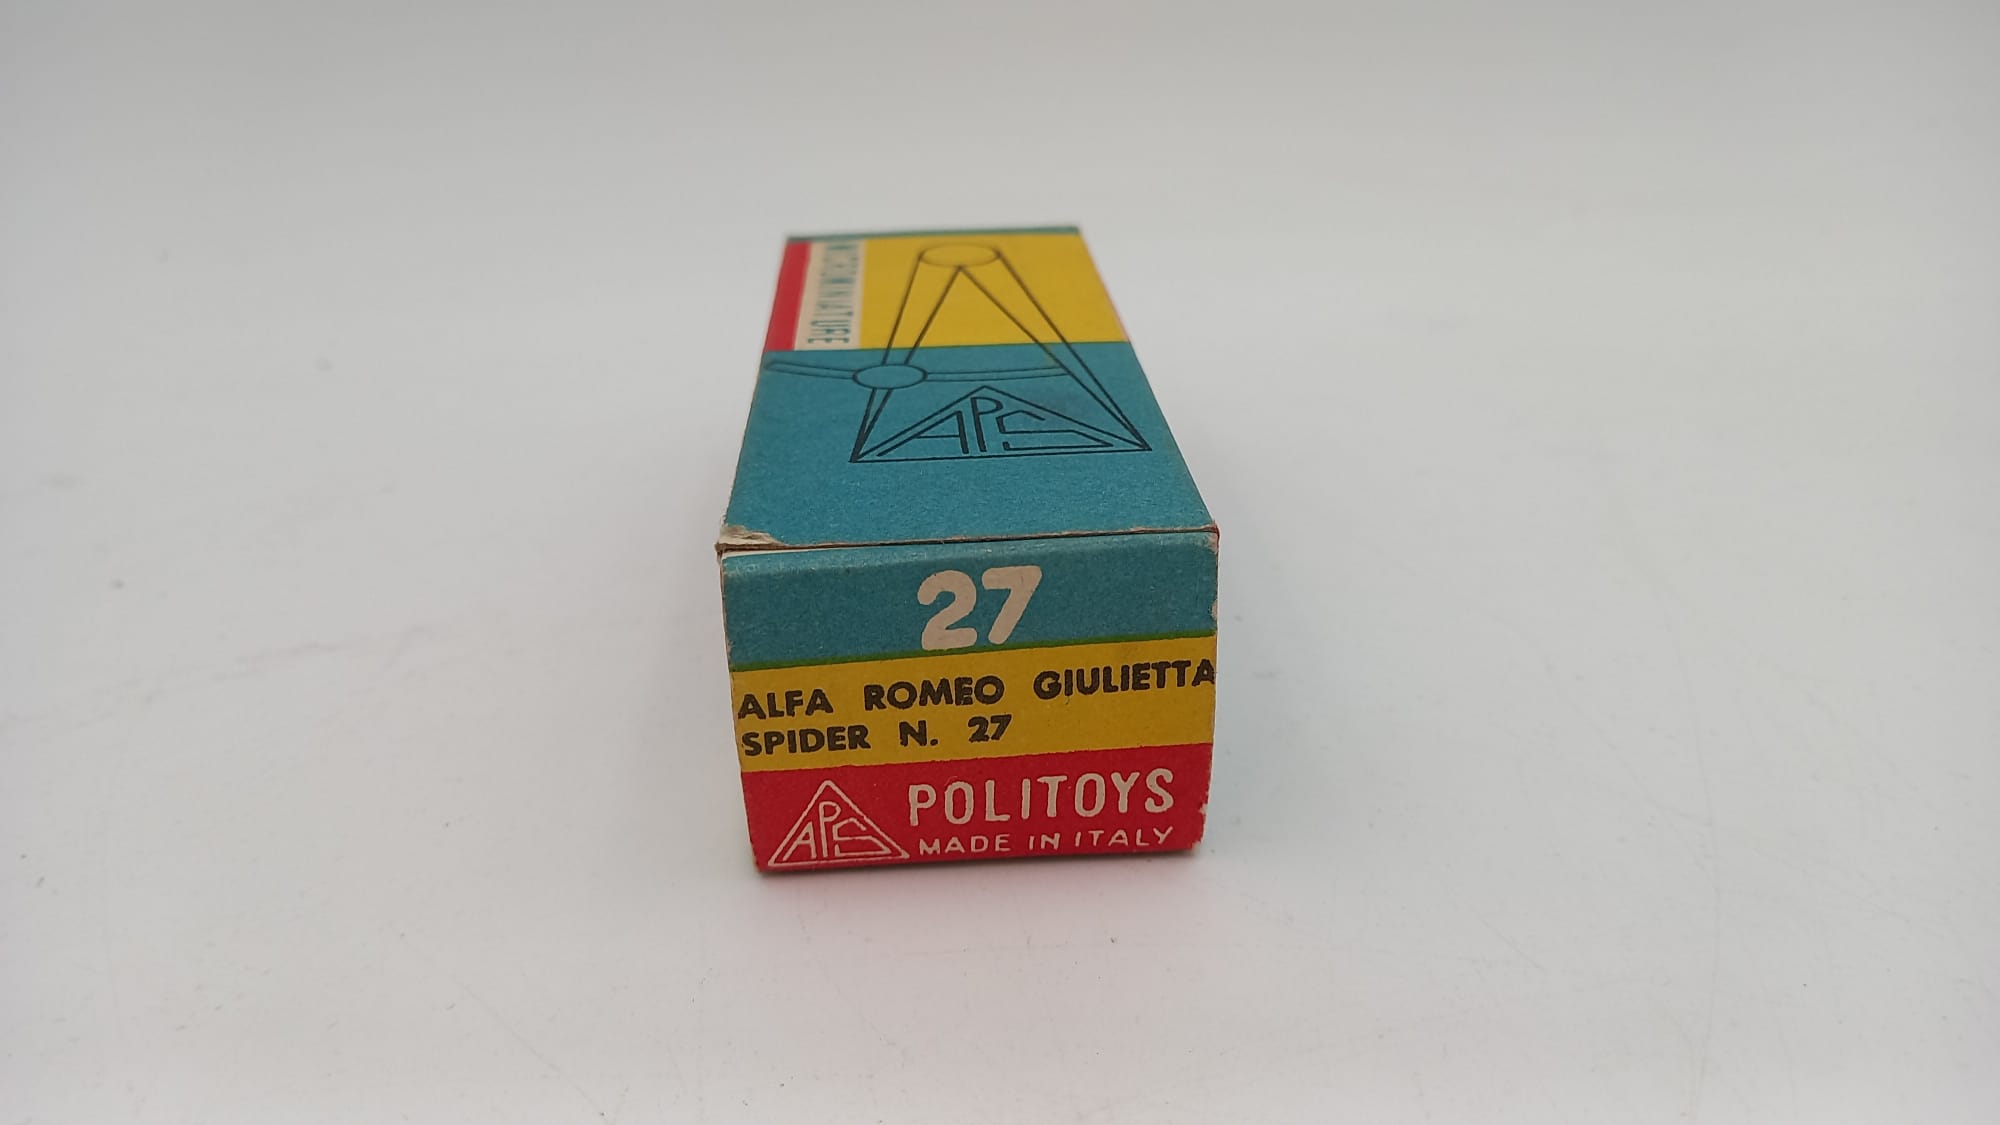 MICROMINIATURE
APS
27
ALFA ROMEO GIULIETTA
SPIDER N. 27
APS
POLITOYS
MADE IN ITALY